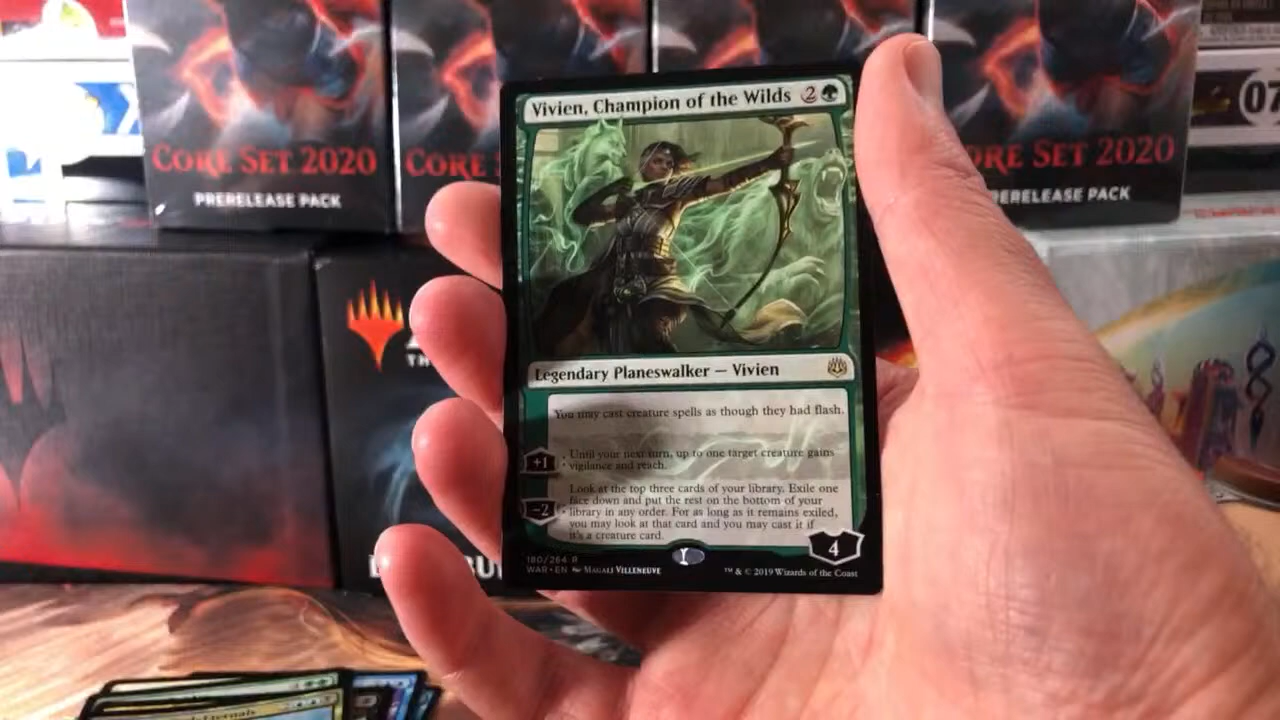 CORE SET 2020
PRERELEASE PACK
CORE S
CORE SET 2020
PRERELEASE PACK
07
Vivien, Champion of the Wilds 2
Legendary Planeswalker — Vivien
You may cast creature spells as though they had flash.
+1
Until your next turn, up to one target creature gains
vigilance and reach.
−2
Look at the top three cards of your library. Exile one
face down and put the rest on the bottom of your
library in any order. For as long as it remains exiled,
you may look at that card and you may cast it if
it's a creature card.
4
180/264 R
WAR • EN Magali Villeneuve
™ & © 2019 Wizards of the Coast